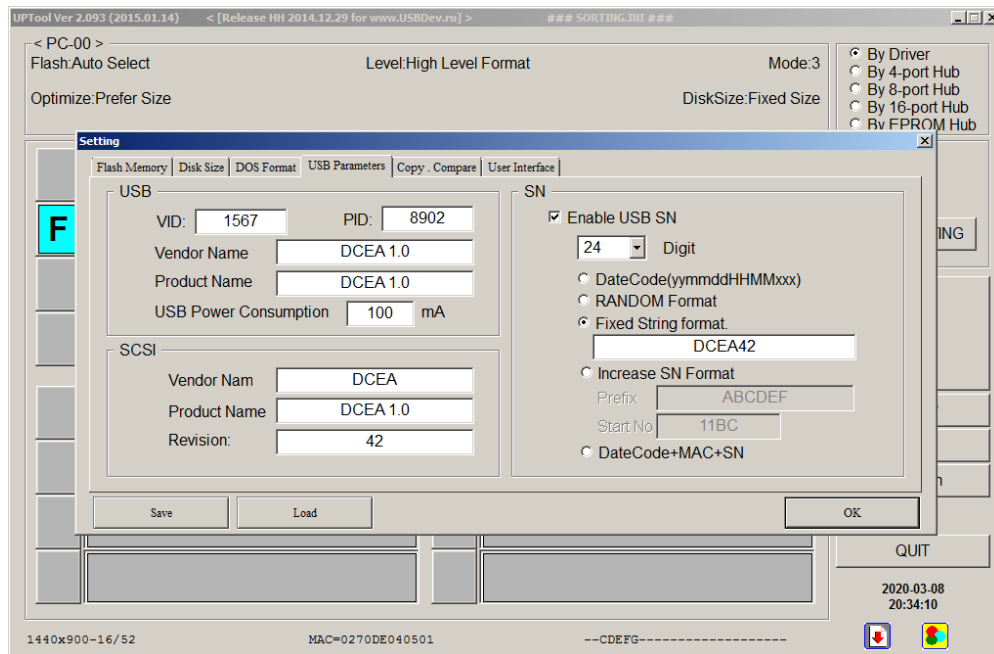 UPTool Ver 2.093 (2015.01.14) < [Release HH 2014.12.29 for www.USBDev.ru] > ### SORTING.INI ###
< PC-00 >
Flash:Auto Select Level:High Level Format Mode:3
Optimize:Prefer Size DiskSize:Fixed Size
By Driver
By 4-port Hub
By 8-port Hub
By 16-port Hub
By EPROM Hub
Setting
Flash Memory Disk Size DOS Format USB Parameters Copy . Compare User Interface
USB
VID: 1567 PID: 8902
Vendor Name DCEA 1.0
Product Name DCEA 1.0
USB Power Consumption 100 mA
SCSI
Vendor Nam DCEA
Product Name DCEA 1.0
Revision: 42
SN
Enable USB SN
24 Digit
DateCode(yymmddHHMMxxx)
RANDOM Format
Fixed String format.
DCEA42
Increase SN Format
Prefix ABCDEF
Start No 11BC
DateCode+MAC+SN
Save Load OK
F
ING
n
QUIT
2020-03-08
20:34:10
1440x900-16/52 MAC=0270DE040501 --CDEFG-------------------